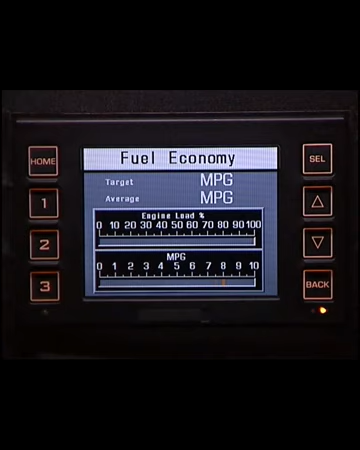 Fuel Economy
HOME
SEL
Target MPG
Average MPG
1
Engine Load %
0 10 20 30 40 50 60 70 80 90 100
2
MPG
0 1 2 3 4 5 6 7 8 9 10
3
BACK